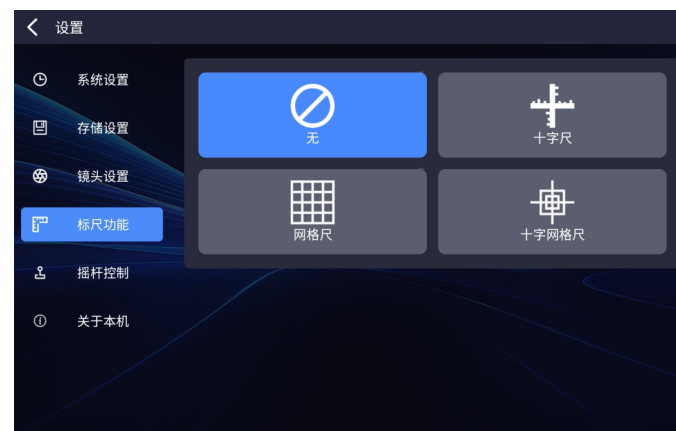 设置
系统设置
存储设置
镜头设置
标尺功能
摇杆控制
关于本机
无
十字尺
网格尺
十字网格尺